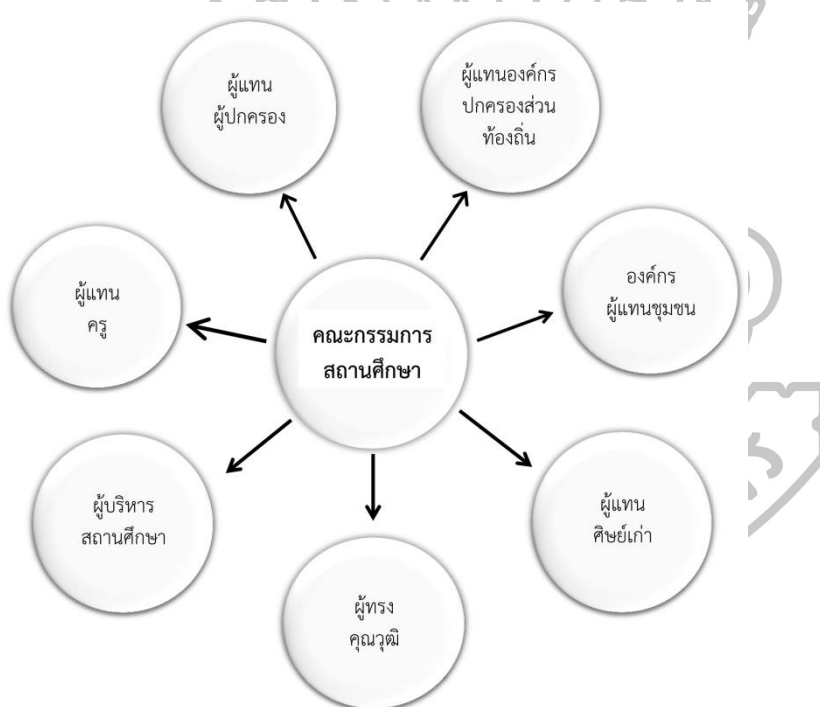 ผู้แทน
ผู้ปกครอง
ผู้แทนองค์กร
ปกครองส่วน
ท้องถิ่น
องค์กร
ผู้แทนชุมชน
ผู้แทน
ครู
คณะกรรมการ
สถานศึกษา
ผู้บริหาร
สถานศึกษา
ผู้แทน
ศิษย์เก่า
ผู้ทรง
คุณวุฒิ